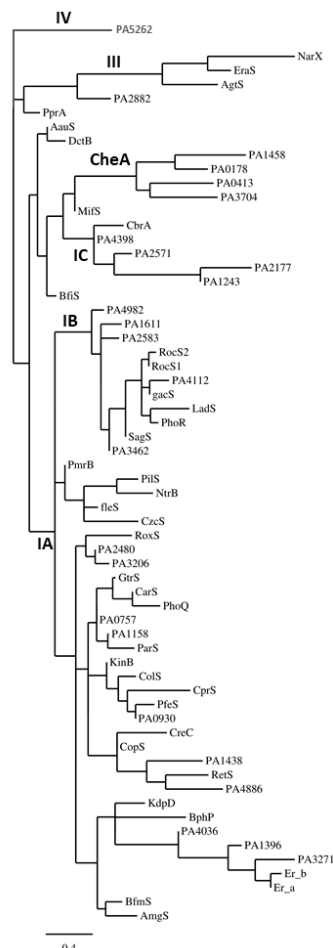 IV
PA5262
III
NarX
EraS
AgtS
PA2882
PprA
AauS
DctB
CheA
PA1458
PA0178
PA0413
PA3704
MifS
CbrA
PA4398
IC
PA2571
PA2177
PA1243
BfiS
IB
PA4982
PA1611
PA2583
RocS2
RocS1
PA4112
gacS
LadS
PhoR
SagS
PA3462
PmrB
PilS
NtrB
fleS
CzcS
IA
RoxS
PA2480
PA3206
GtrS
CarS
PhoQ
PA0757
PA1158
ParS
KinB
ColS
CprS
PfeS
PA0930
CreC
CopS
PA1438
RetS
PA4886
KdpD
BphP
PA4036
PA1396
PA3271
Er_b
Er_a
BfmS
AmgS
0.4